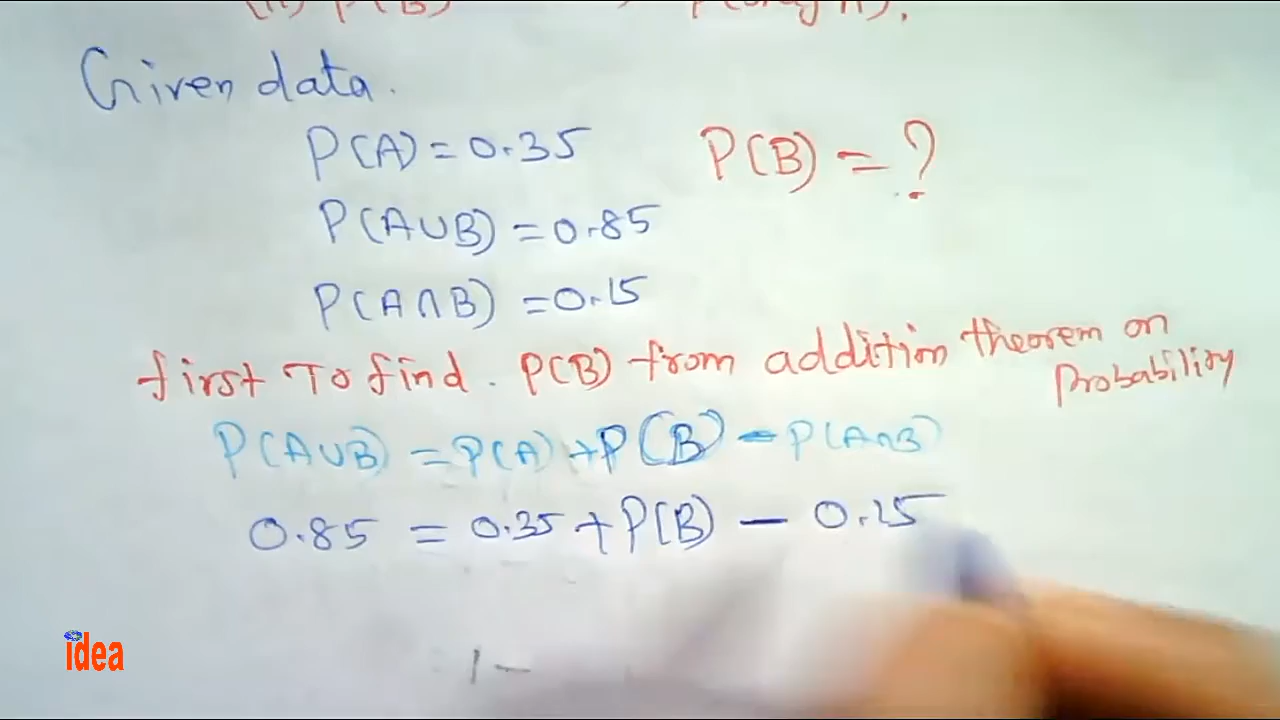 (ii) P(B)
Given data.
P(A) = 0.35 P(B) = ?
P(A∪B) = 0.85
P(A∩B) = 0.15
first To find. P(B) from addition theorem on
Probability
P(A∪B) = P(A) + P(B) - P(A∩B)
0.85 = 0.35 + P(B) - 0.15
idea